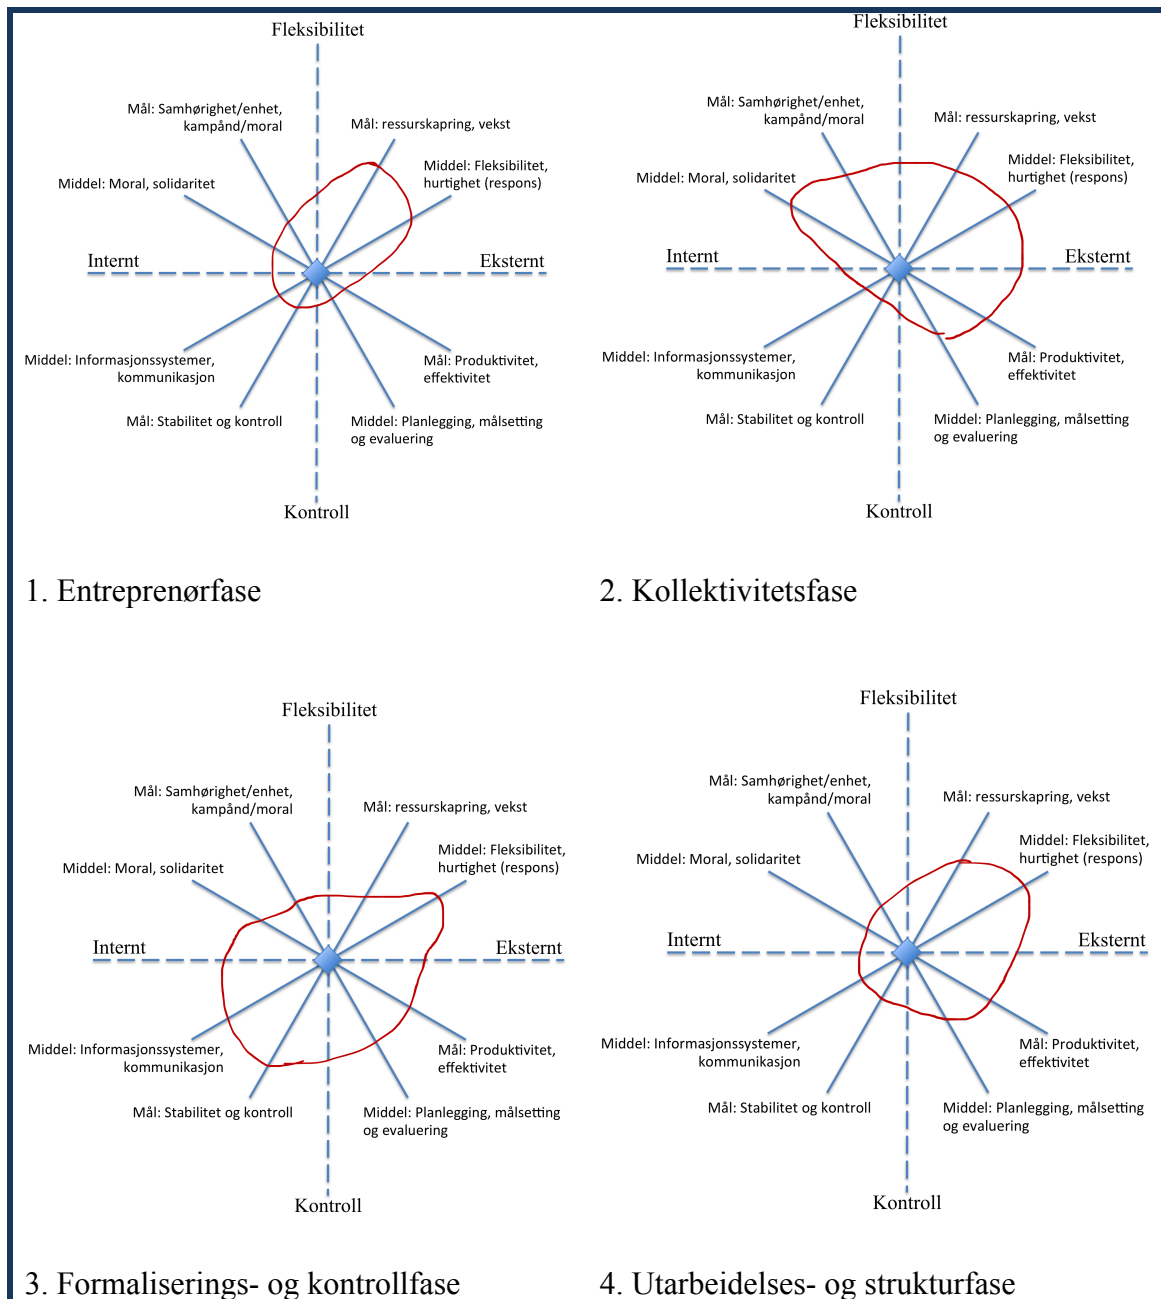 Fleksibilitet
Mål: Samhørighet/enhet,
kampånd/moral
Mål: ressurskapring, vekst
Middel: Fleksibilitet,
hurtighet (respons)
Middel: Moral, solidaritet
Internt
Eksternt
Middel: Informasjonssystemer,
kommunikasjon
Mål: Produktivitet,
effektivitet
Mål: Stabilitet og kontroll
Middel: Planlegging, målsetting
og evaluering
Kontroll
1. Entreprenørfase
Fleksibilitet
Mål: Samhørighet/enhet,
kampånd/moral
Mål: ressurskapring, vekst
Middel: Fleksibilitet,
hurtighet (respons)
Middel: Moral, solidaritet
Internt
Eksternt
Middel: Informasjonssystemer,
kommunikasjon
Mål: Produktivitet,
effektivitet
Mål: Stabilitet og kontroll
Middel: Planlegging, målsetting
og evaluering
Kontroll
2. Kollektivitetsfase
Fleksibilitet
Mål: Samhørighet/enhet,
kampånd/moral
Mål: ressurskapring, vekst
Middel: Fleksibilitet,
hurtighet (respons)
Middel: Moral, solidaritet
Internt
Eksternt
Middel: Informasjonssystemer,
kommunikasjon
Mål: Produktivitet,
effektivitet
Mål: Stabilitet og kontroll
Middel: Planlegging, målsetting
og evaluering
Kontroll
3. Formaliserings- og kontrollfase
Fleksibilitet
Mål: Samhørighet/enhet,
kampånd/moral
Mål: ressurskapring, vekst
Middel: Fleksibilitet,
hurtighet (respons)
Middel: Moral, solidaritet
Internt
Eksternt
Middel: Informasjonssystemer,
kommunikasjon
Mål: Produktivitet,
effektivitet
Mål: Stabilitet og kontroll
Middel: Planlegging, målsetting
og evaluering
Kontroll
4. Utarbeidelses- og strukturfase